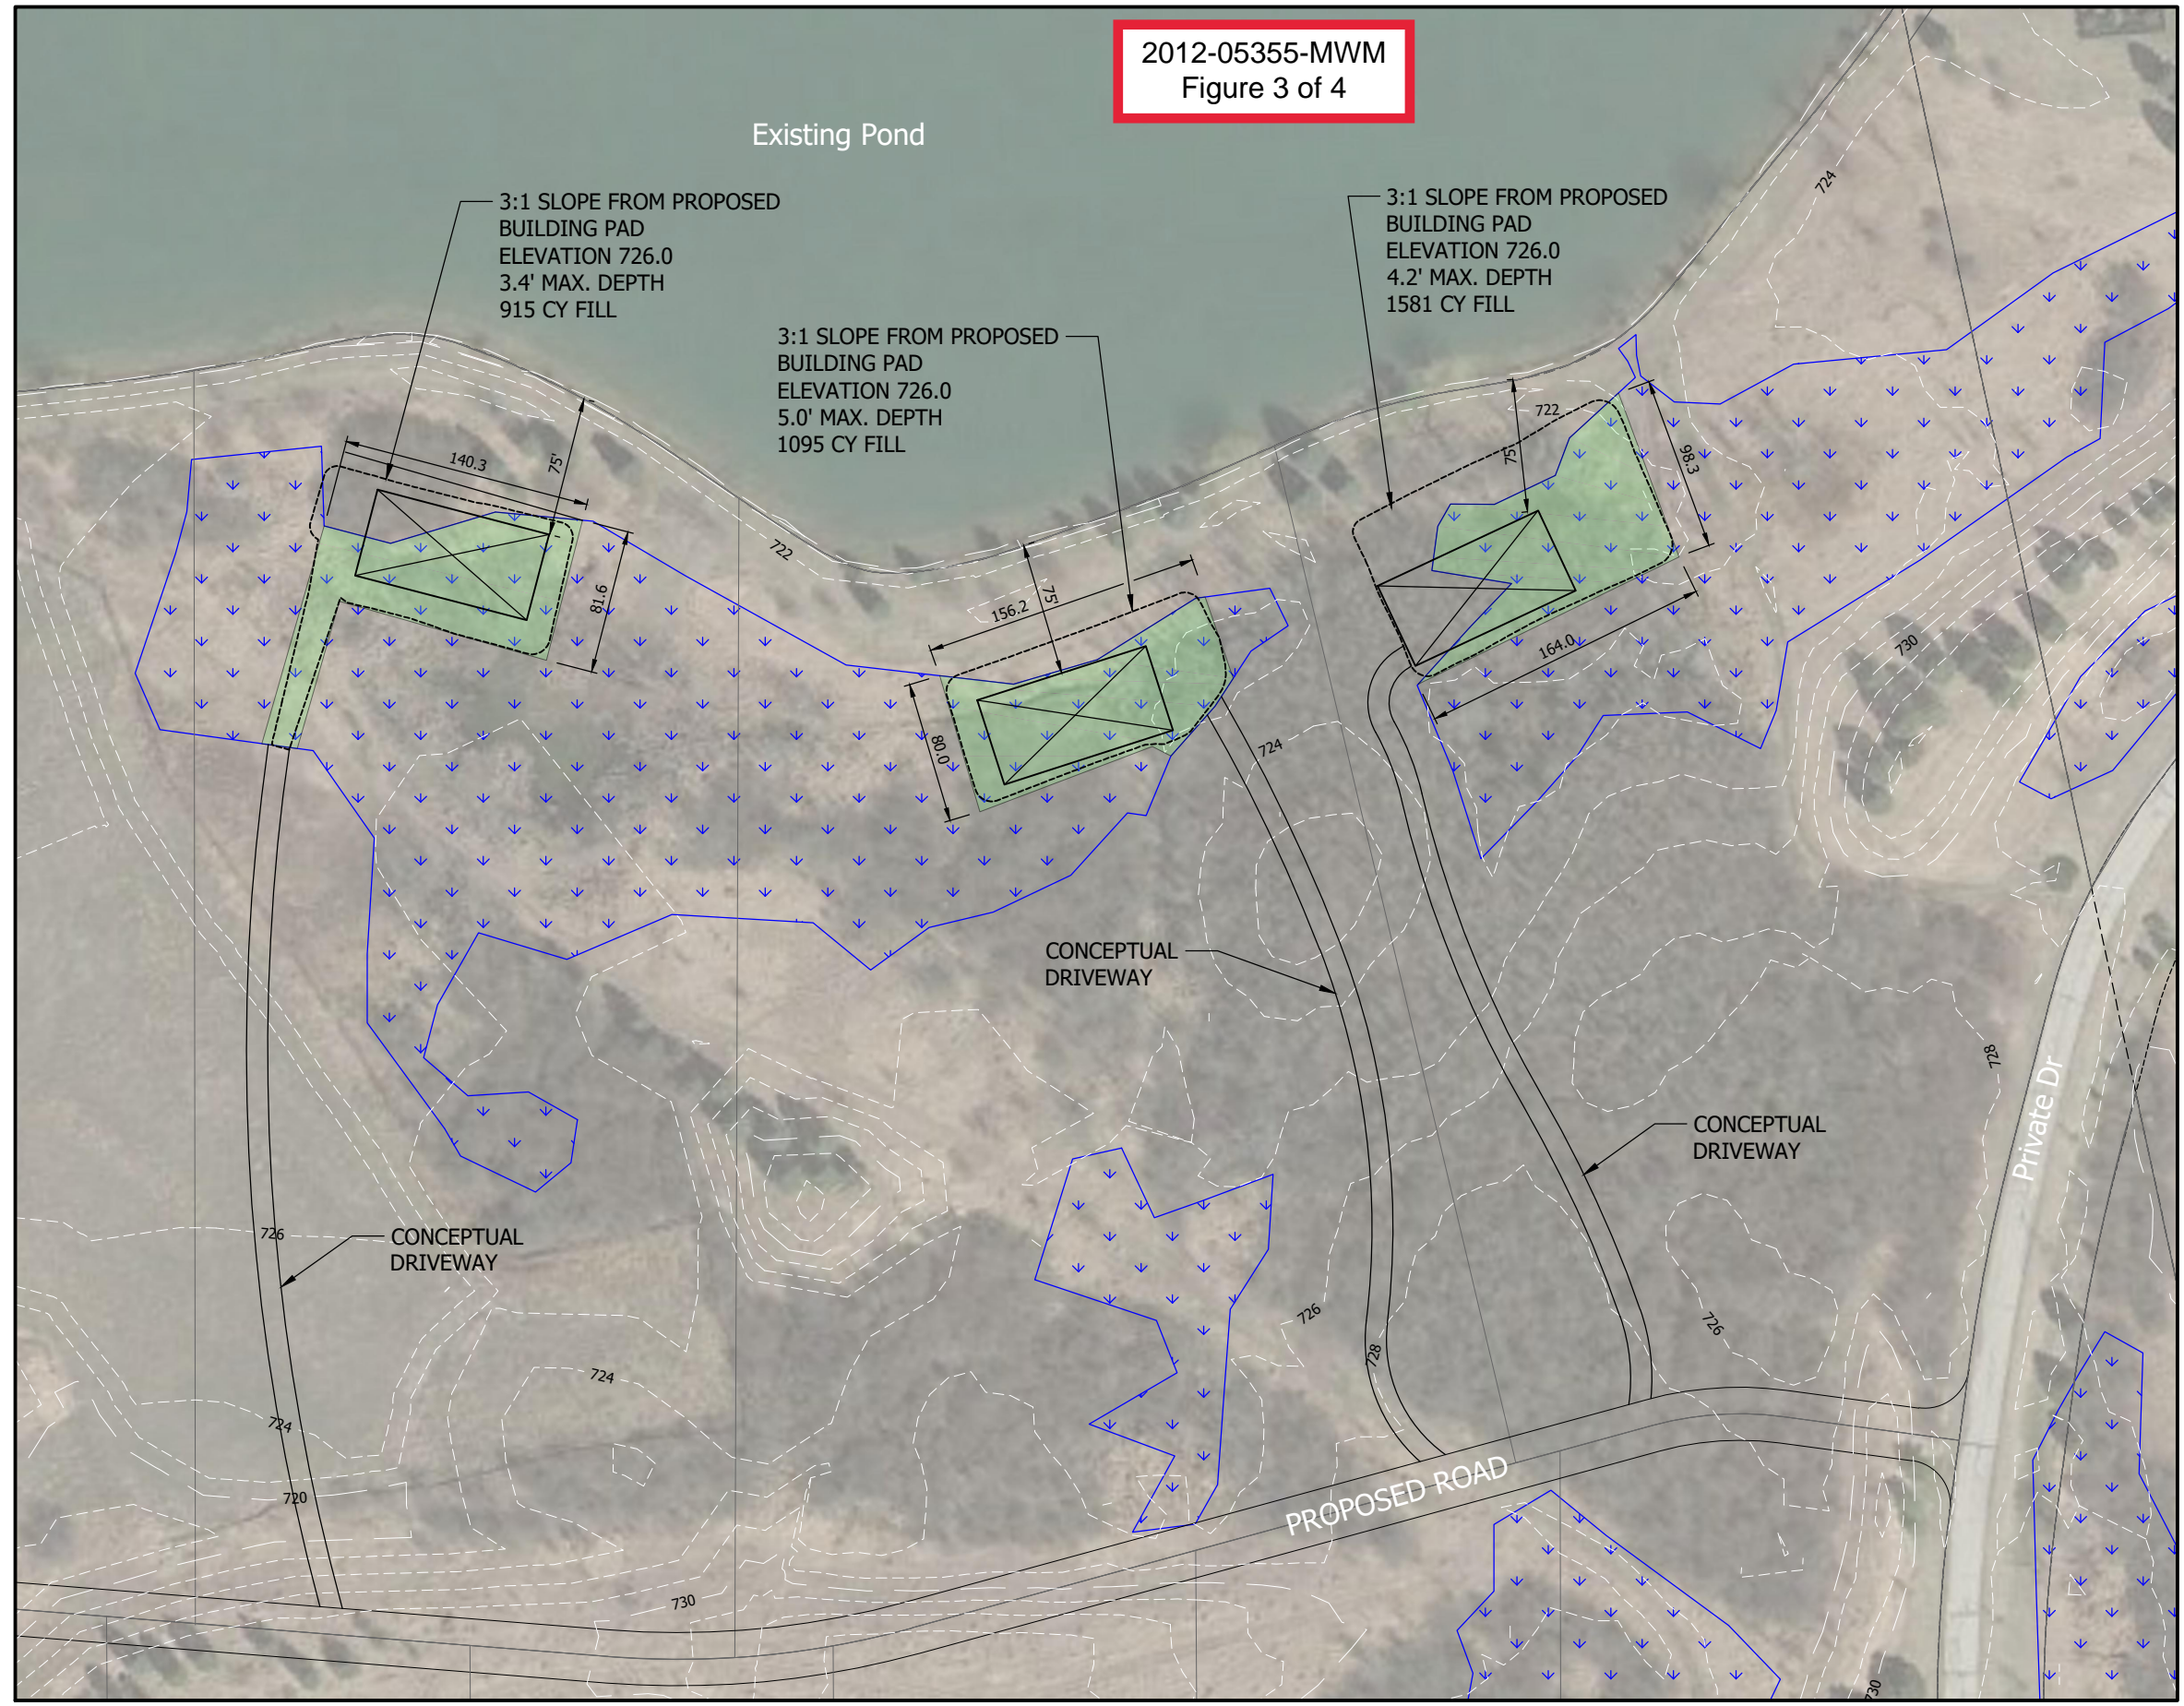 2012-05355-MWM
Figure 3 of 4
Existing Pond
3:1 SLOPE FROM PROPOSED
BUILDING PAD
ELEVATION 726.0
3.4' MAX. DEPTH
915 CY FILL
3:1 SLOPE FROM PROPOSED
BUILDING PAD
ELEVATION 726.0
5.0' MAX. DEPTH
1095 CY FILL
3:1 SLOPE FROM PROPOSED
BUILDING PAD
ELEVATION 726.0
4.2' MAX. DEPTH
1581 CY FILL
724
722
140.3
75'
75'
98.3
722
81.6
156.2
75'
164.0
730
80.0
724
CONCEPTUAL
DRIVEWAY
728
Private Dr
CONCEPTUAL
DRIVEWAY
726
CONCEPTUAL
DRIVEWAY
726
726
728
724
724
720
PROPOSED ROAD
730
730